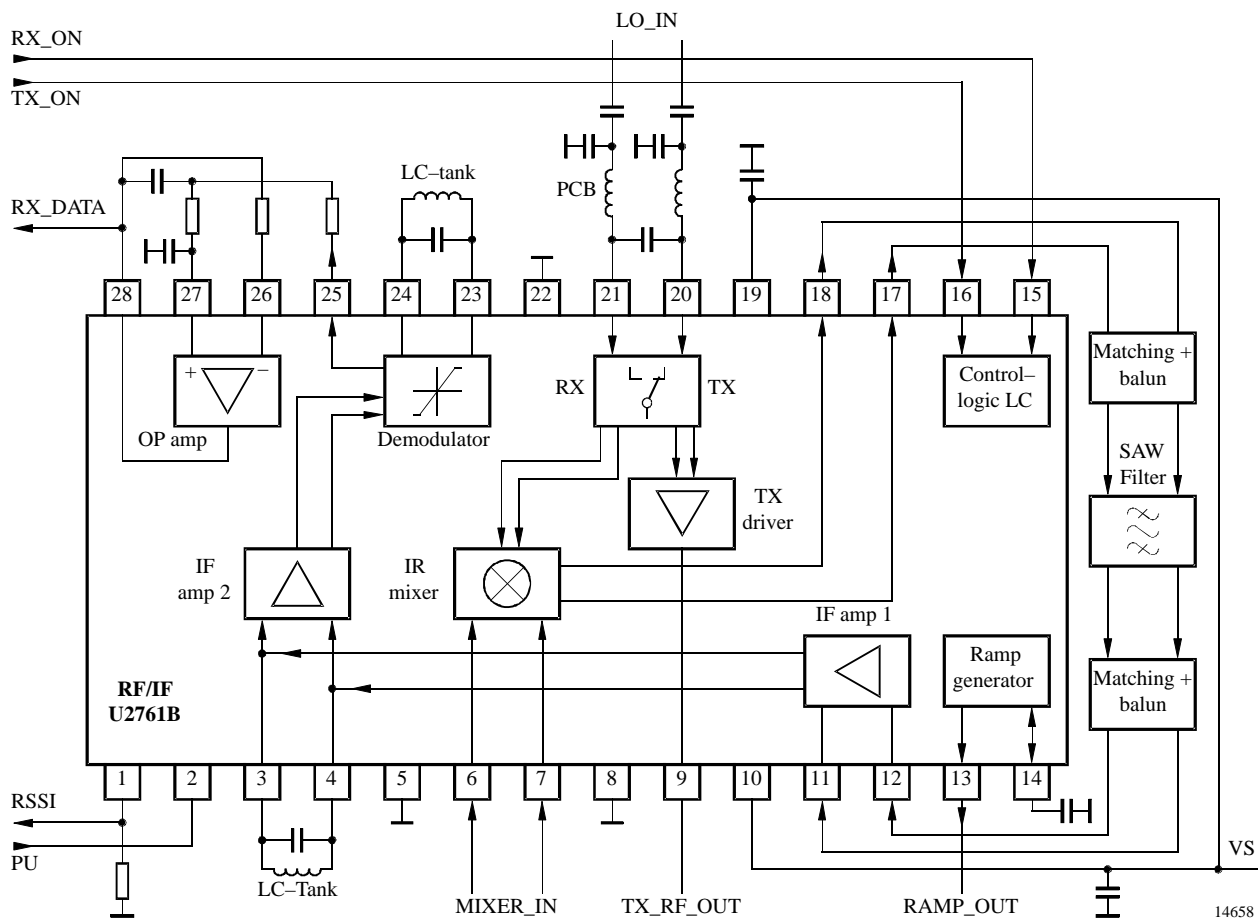 LO_IN
RX_ON
TX_ON
LC–tank
PCB
RX_DATA
28
27
26
25
24
23
22
21
20
19
18
17
16
15
+
–
OP amp
Demodulator
RX
TX
Control–
logic LC
Matching +
balun
SAW
Filter
TX
driver
IF
amp 2
IR
mixer
IF amp 1
Ramp
generator
Matching +
balun
RF/IF
U2761B
1
2
3
4
5
6
7
8
9
10
11
12
13
14
RSSI
PU
LC–Tank
MIXER_IN
TX_RF_OUT
RAMP_OUT
VS
14658